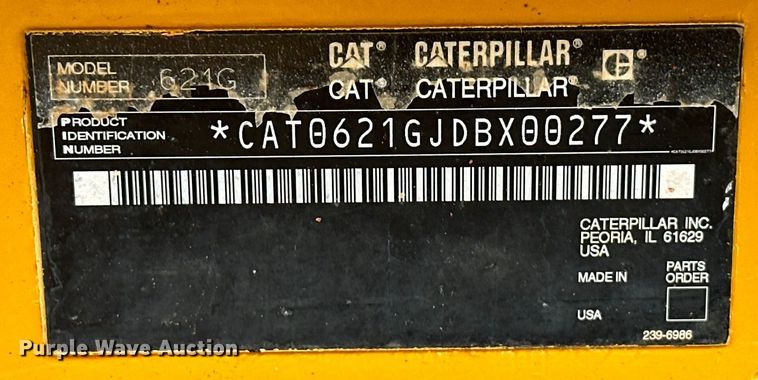 MODEL NUMBER 621G
CAT® CATERPILLAR®
CAT® CATERPILLAR®
PRODUCT
IDENTIFICATION
NUMBER
*CAT0621GJDBX00277*
*CAT0621GJDBX00277*
CATERPILLAR INC.
PEORIA, IL 61629
USA
MADE IN
USA
PARTS
ORDER
239-6986
Purple Wave Auction